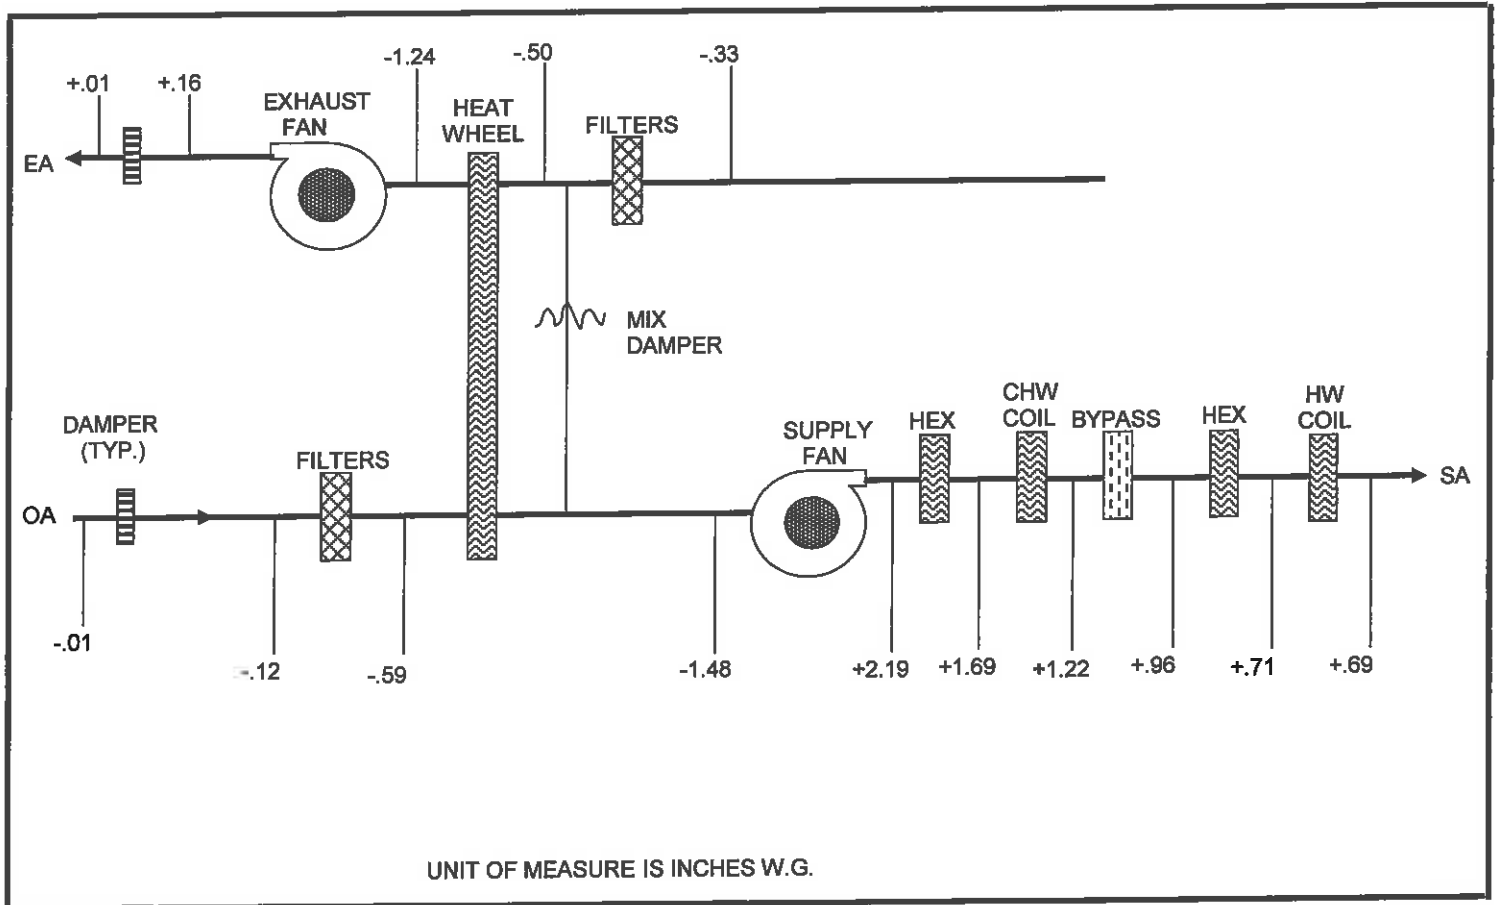 -1.24
-.50
-.33
+.01
+.16
EXHAUST
FAN
HEAT
WHEEL
FILTERS
EA
MIX
DAMPER
DAMPER
(TYP.)
FILTERS
SUPPLY
FAN
HEX
CHW
COIL
BYPASS
HEX
HW
COIL
OA
SA
-.01
-.12
-.59
-1.48
+2.19
+1.69
+1.22
+.96
+.71
+.69
UNIT OF MEASURE IS INCHES W.G.